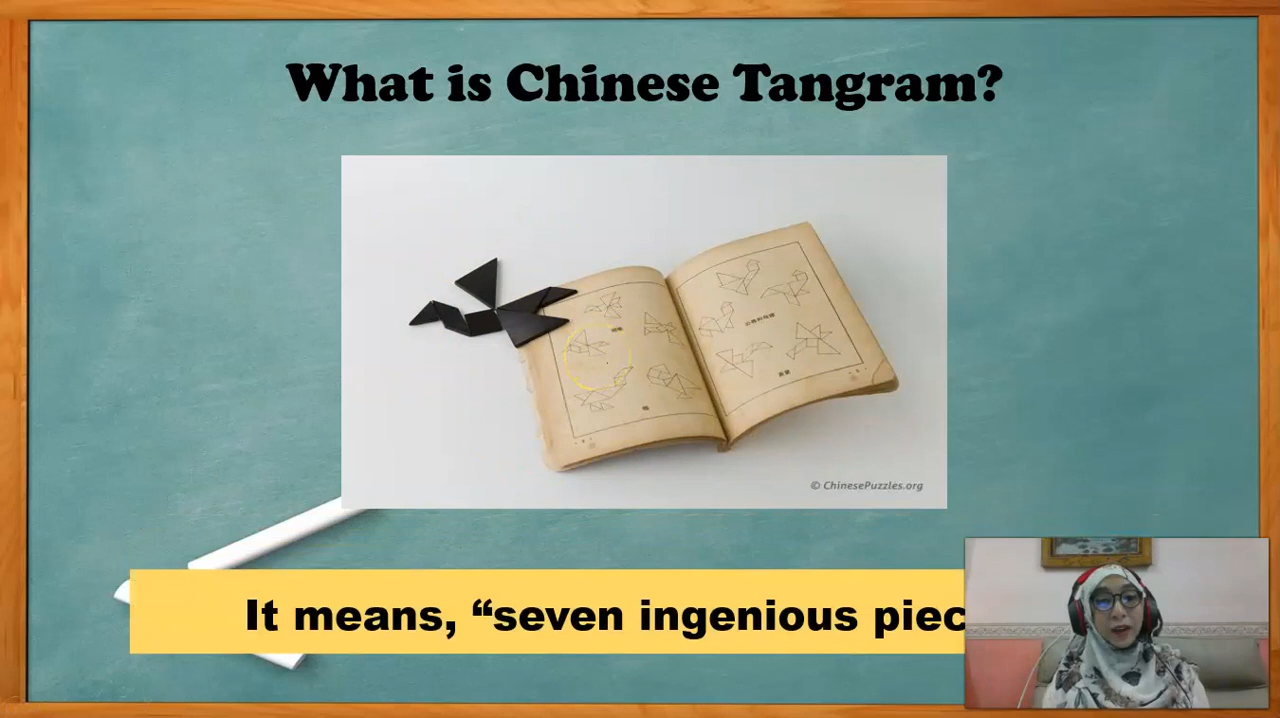 What is Chinese Tangram?
© ChinesePuzzles.org
It means, “seven ingenious piec